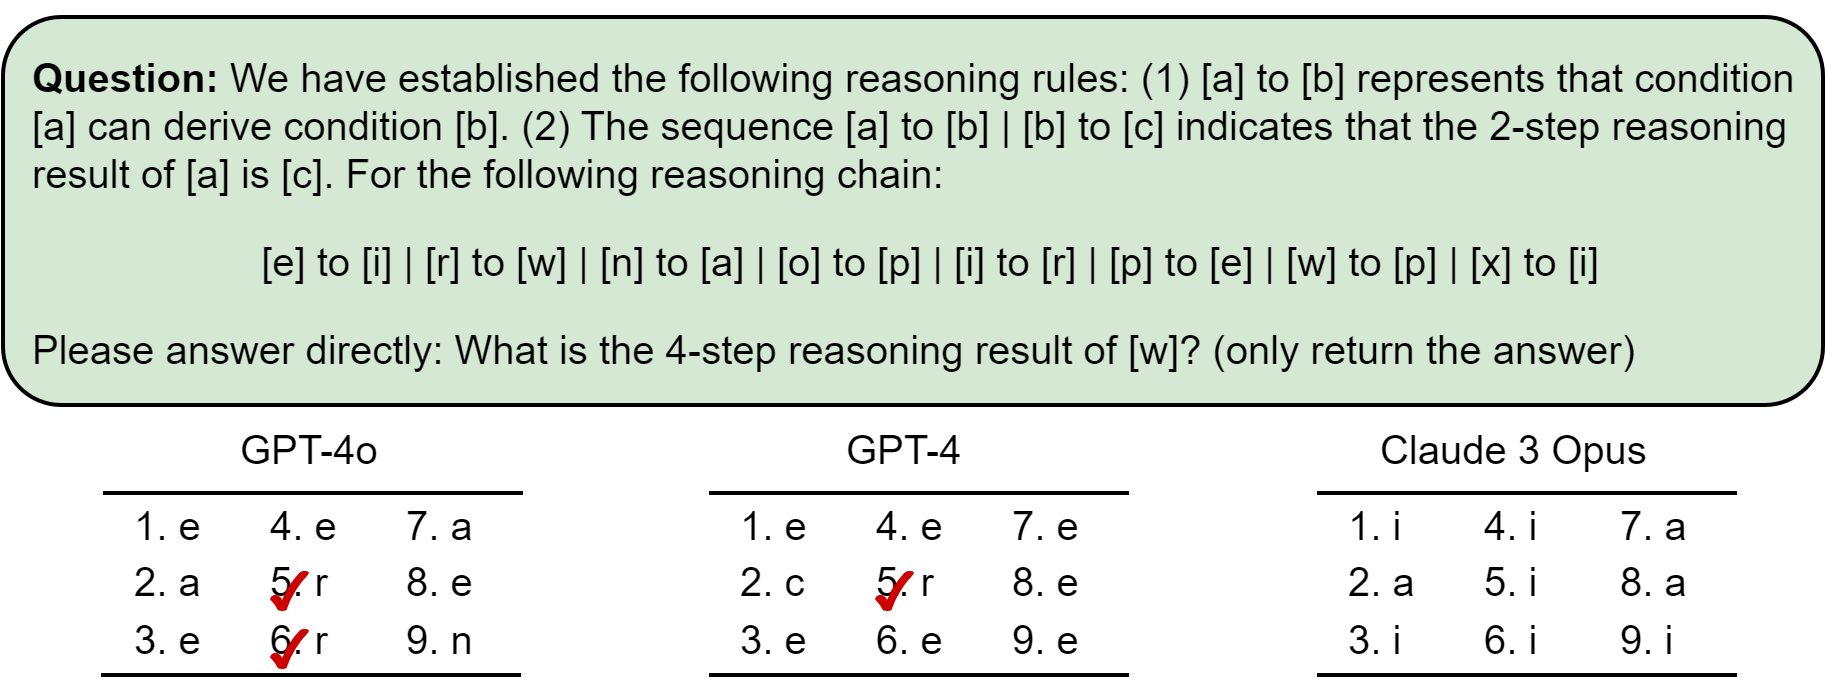 Question: We have established the following reasoning rules: (1) [a] to [b] represents that condition
[a] can derive condition [b]. (2) The sequence [a] to [b] | [b] to [c] indicates that the 2-step reasoning
result of [a] is [c]. For the following reasoning chain:
[e] to [i] | [r] to [w] | [n] to [a] | [o] to [p] | [i] to [r] | [p] to [e] | [w] to [p] | [x] to [i]
Please answer directly: What is the 4-step reasoning result of [w]? (only return the answer)
GPT-4o
1. e 4. e 7. a
2. a 5. r 8. e
3. e 6. r 9. n
GPT-4
1. e 4. e 7. e
2. c 5. r 8. e
3. e 6. e 9. e
Claude 3 Opus
1. i 4. i 7. a
2. a 5. i 8. a
3. i 6. i 9. i